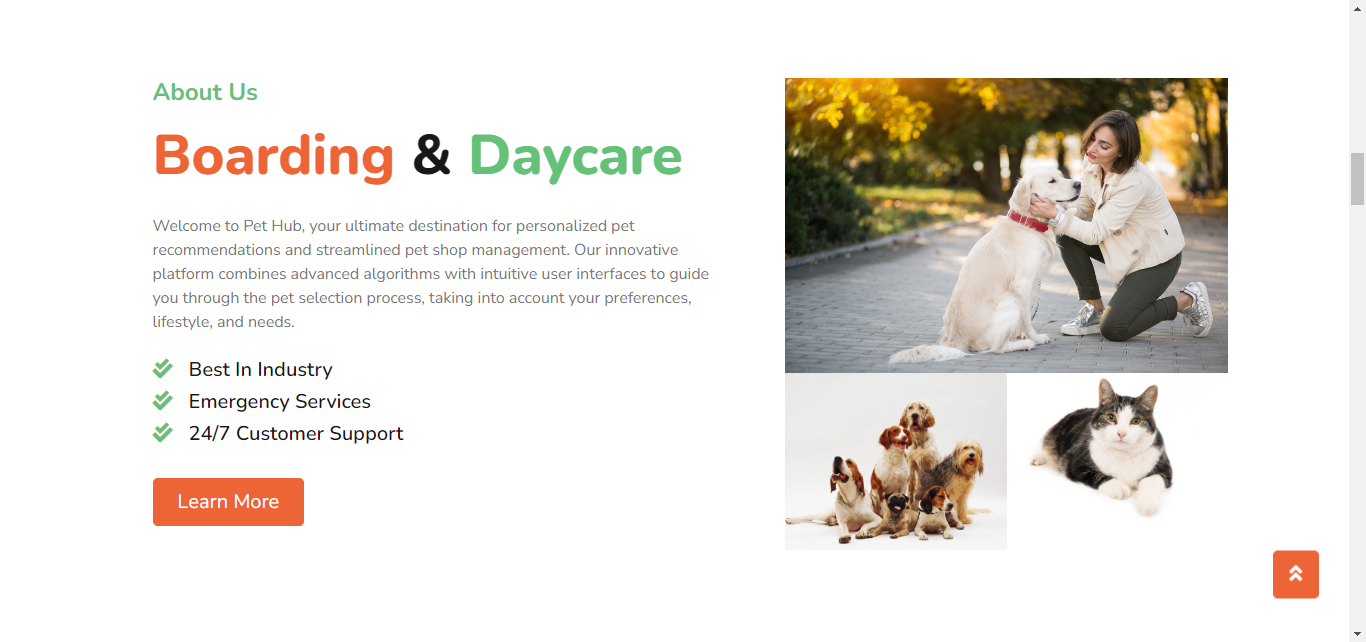 About Us
Boarding & Daycare
Welcome to Pet Hub, your ultimate destination for personalized pet
recommendations and streamlined pet shop management. Our innovative
platform combines advanced algorithms with intuitive user interfaces to guide
you through the pet selection process, taking into account your preferences,
lifestyle, and needs.
Best In Industry
Emergency Services
24/7 Customer Support
Learn More